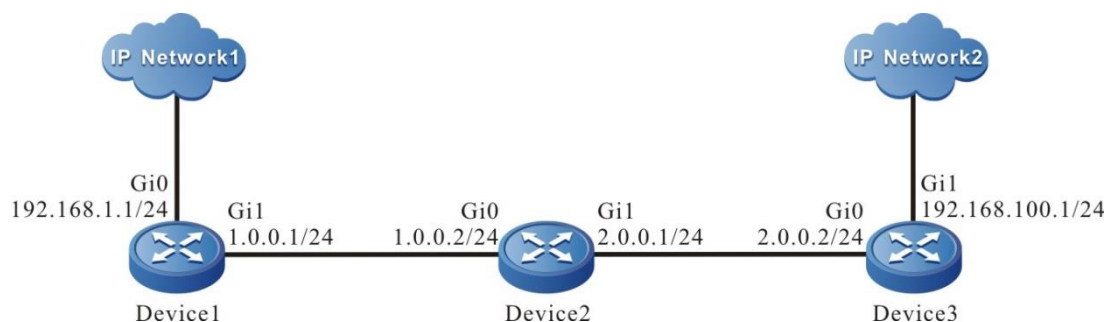 IP Network1
IP Network2
Gi0
192.168.1.1/24
Gi1
1.0.0.1/24
Gi0
1.0.0.2/24
Gi1
2.0.0.1/24
Gi0
2.0.0.2/24
Gi1
192.168.100.1/24
Device1
Device2
Device3